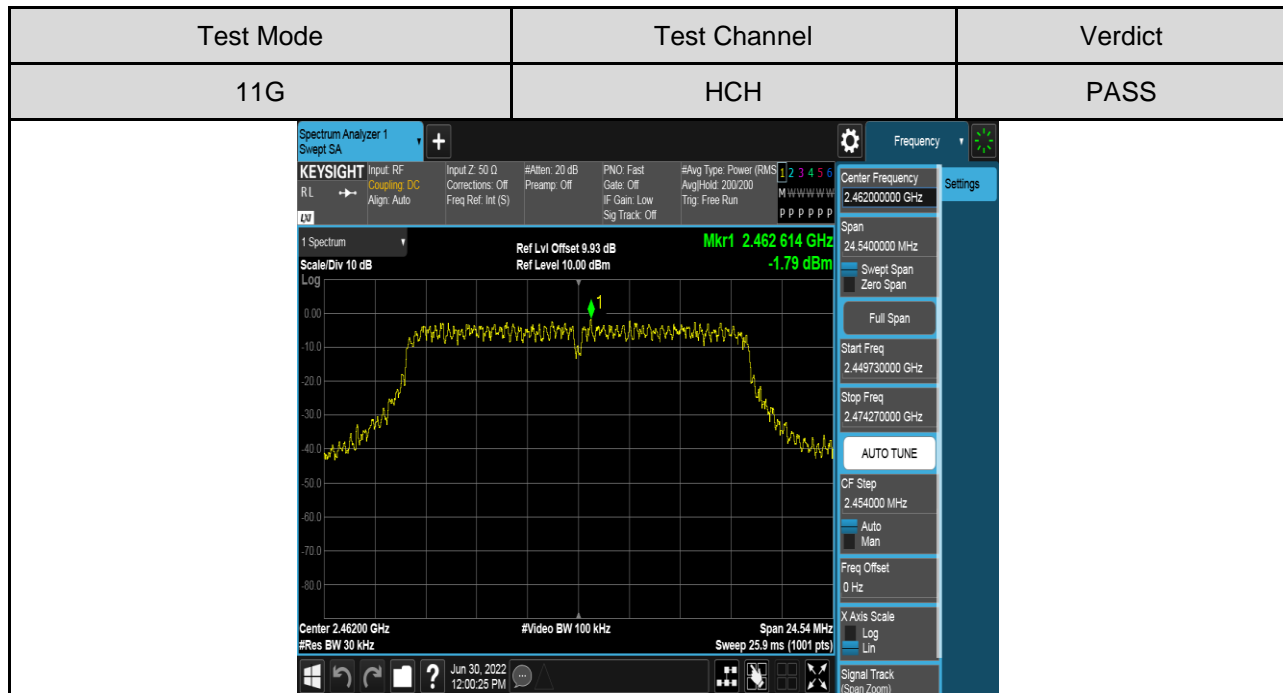 Test Mode Test Channel Verdict
11G HCH PASS
Spectrum Analyzer 1
Swept SA
+
Frequency
KEYSIGHT Input: RF Input Z: 50 Ω #Atten: 20 dB PNO: Fast #Avg Type: Power (RMS 1 2 3 4 5 6
RL Coupling: DC Corrections: Off Preamp: Off Gate: Off Avg|Hold: 200/200 M W W W W W
Align: Auto Freq Ref: Int (S) IF Gain: Low Trig: Free Run
LXI Sig Track: Off P P P P P P
Center Frequency
2.462000000 GHz
Settings
1 Spectrum Ref Lvl Offset 9.93 dB Mkr1 2.462 614 GHz
Scale/Div 10 dB Ref Level 10.00 dBm -1.79 dBm
Log
1
0.00
-10.0
-20.0
-30.0
-40.0
-50.0
-60.0
-70.0
-80.0
Center 2.46200 GHz #Video BW 100 kHz Span 24.54 MHz
#Res BW 30 kHz Sweep 25.9 ms (1001 pts)
Span
24.5400000 MHz
Swept Span
Zero Span
Full Span
Start Freq
2.449730000 GHz
Stop Freq
2.474270000 GHz
AUTO TUNE
CF Step
2.454000 MHz
Auto
Man
Freq Offset
0 Hz
X Axis Scale
Log
Lin
Signal Track
(Span Zoom)
? Jun 30, 2022
12:00:25 PM